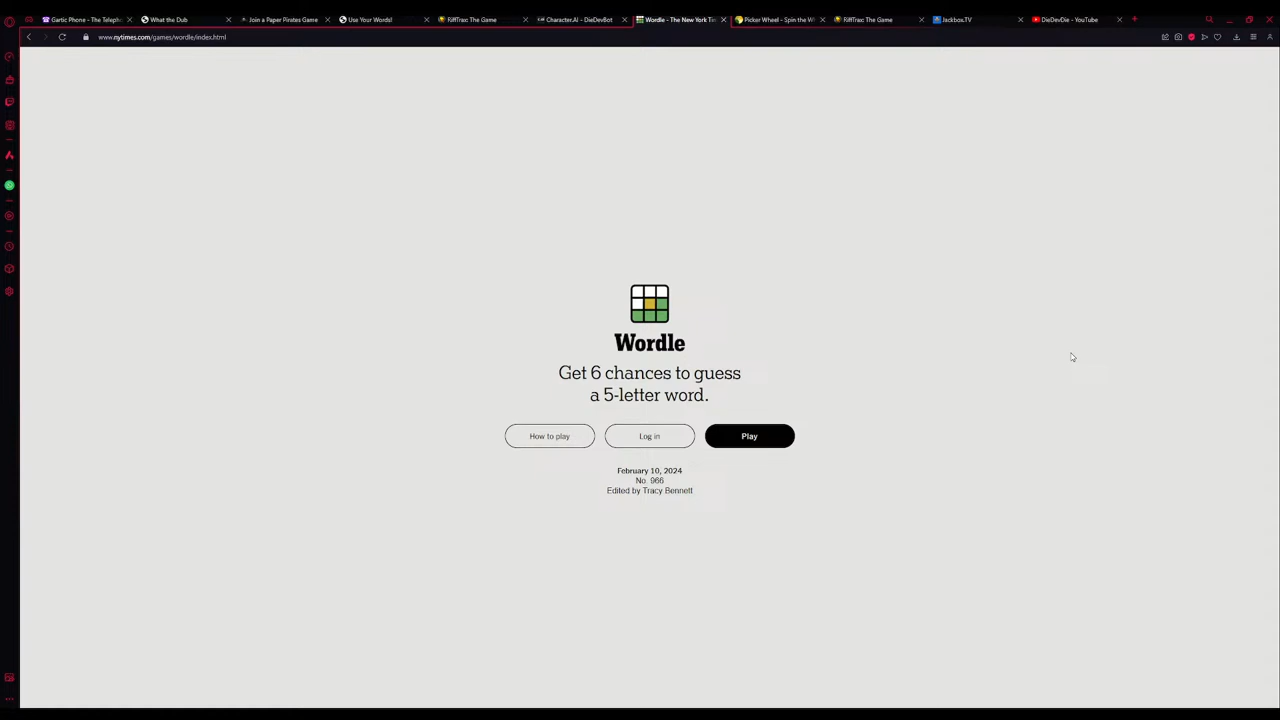 Gartic Phone - The Teleph
What the Dub
Join a Paper Pirates Game
Use Your Words!
RiffTrax: The Game
Character.AI - DieDevBot
Wordle - The New York Ti
Picker Wheel - Spin the W
RiffTrax: The Game
Jackbox.TV
DieDevDie - YouTube
www.nytimes.com/games/wordle/index.html
Wordle
Get 6 chances to guess
a 5-letter word.
How to play
Log in
Play
February 10, 2024
No. 966
Edited by Tracy Bennett